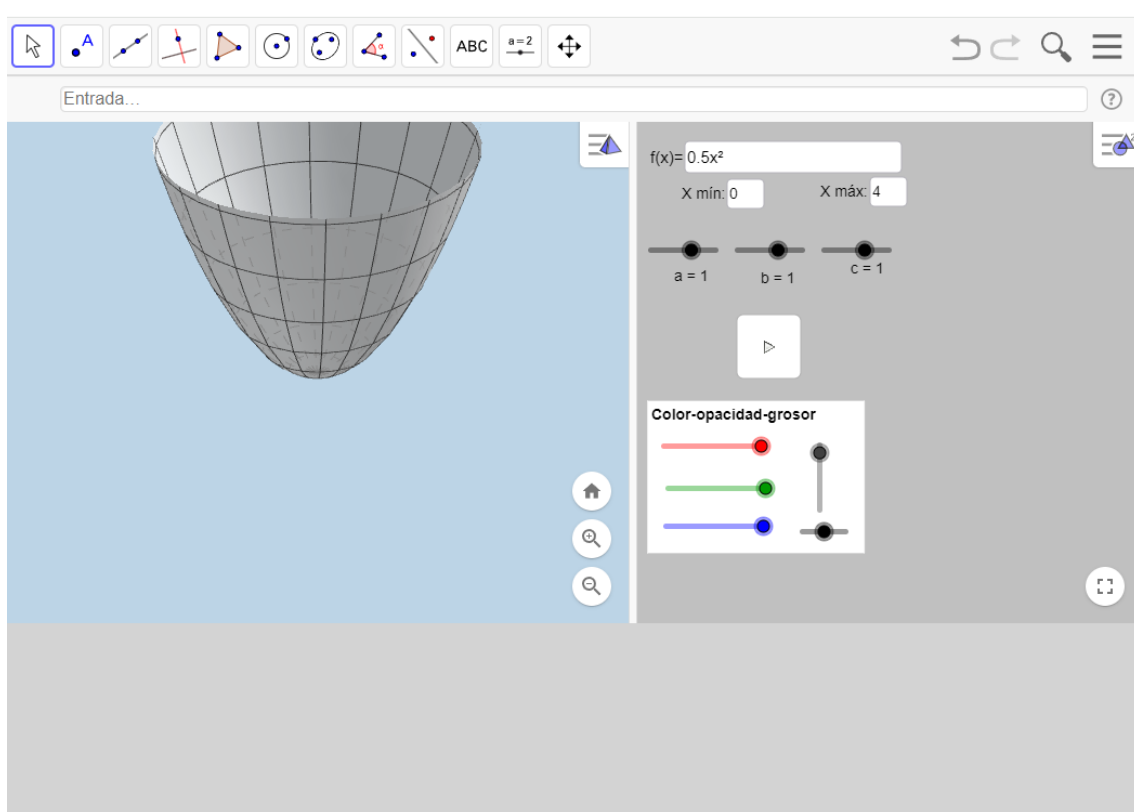 A
α
ABC
a=2
Entrada...
?
f(x)= 0.5x²
X mín: 0
X máx: 4
a = 1
b = 1
c = 1
Color-opacidad-grosor